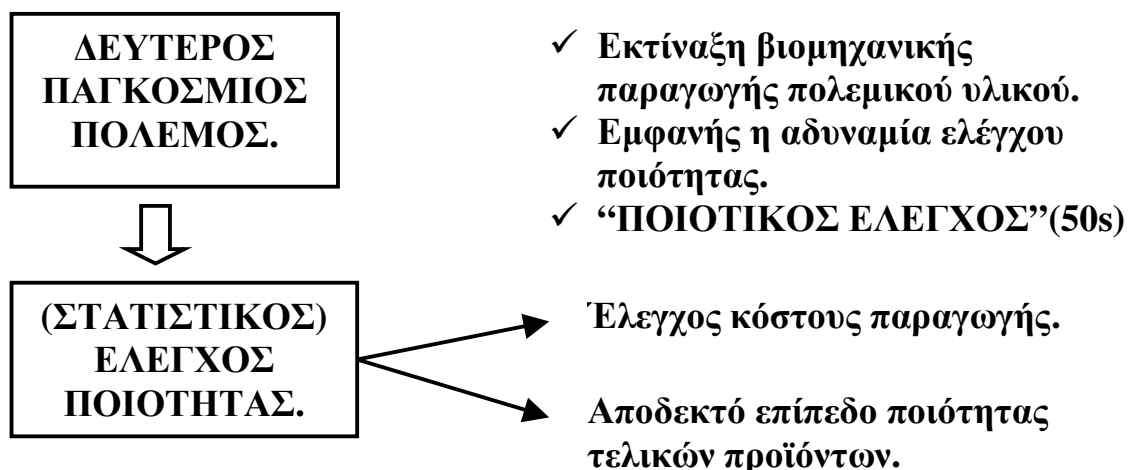 ΔΕΥΤΕΡΟΣ
ΠΑΓΚΟΣΜΙΟΣ
ΠΟΛΕΜΟΣ.
✓ Εκτίναξη βιομηχανικής
παραγωγής πολεμικού υλικού.
✓ Εμφανής η αδυναμία ελέγχου
ποιότητας.
✓ “ΠΟΙΟΤΙΚΟΣ ΕΛΕΓΧΟΣ”(50s)
(ΣΤΑΤΙΣΤΙΚΟΣ)
ΕΛΕΓΧΟΣ
ΠΟΙΟΤΗΤΑΣ.
Έλεγχος κόστους παραγωγής.
Αποδεκτό επίπεδο ποιότητας
τελικών προϊόντων.